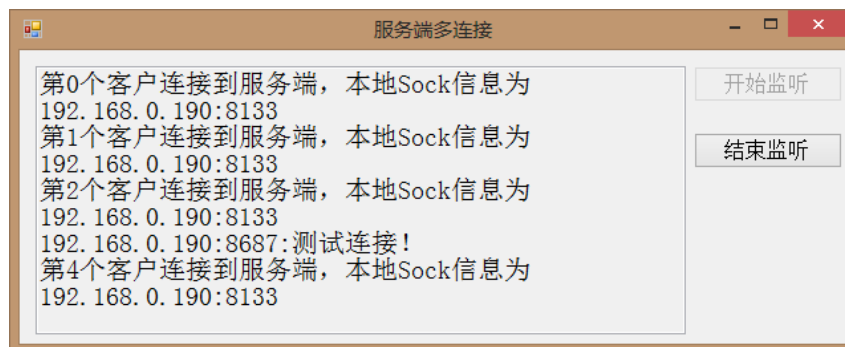 服务端多连接
第0个客户连接到服务端，本地Sock信息为
192.168.0.190:8133
第1个客户连接到服务端，本地Sock信息为
192.168.0.190:8133
第2个客户连接到服务端，本地Sock信息为
192.168.0.190:8133
192.168.0.190:8687:测试连接！
第4个客户连接到服务端，本地Sock信息为
192.168.0.190:8133
开始监听
结束监听